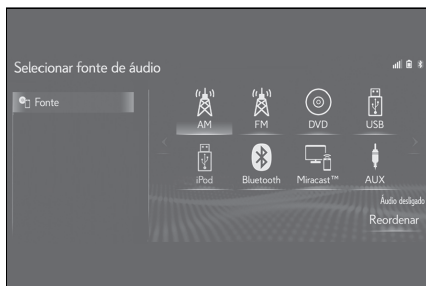 Selecionar fonte de áudio
Fonte
AM FM DVD USB
iPod Bluetooth Miracast™ AUX
Áudio desligado
Reordenar